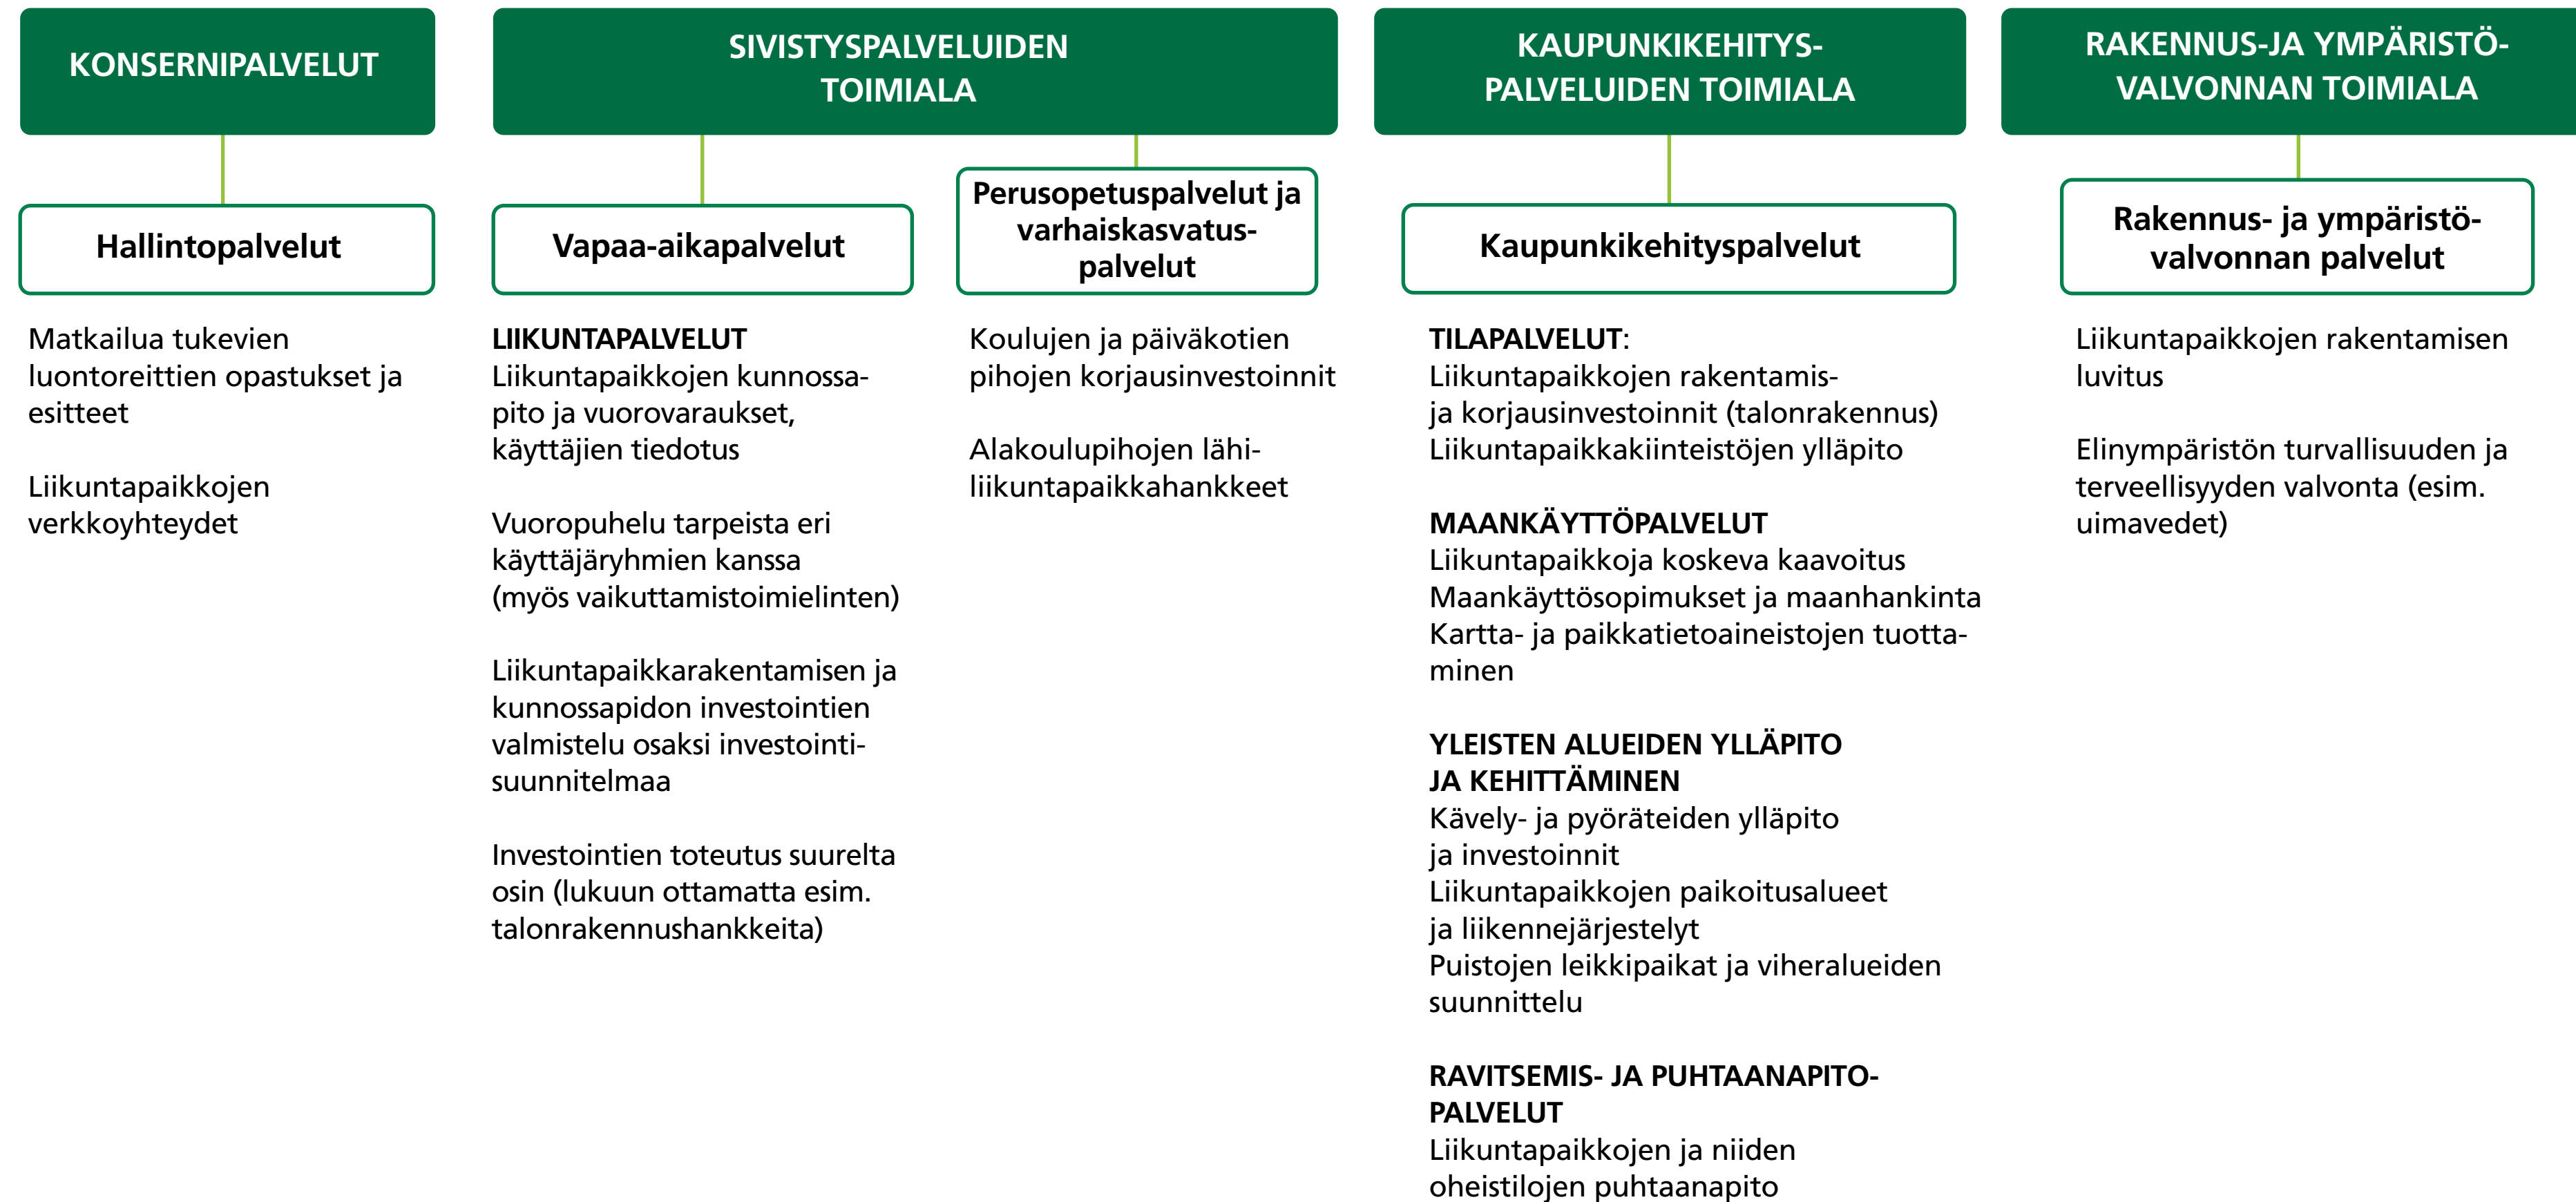 KONSERNIPALVELUT
Hallintopalvelut
Matkailua tukevien
luontoreittien opastukset ja
esitteet
Liikuntapaikkojen
verkkoyhteydet
SIVISTYSPALVELUIDEN
TOIMIALA
Vapaa-aikapalvelut
LIIKUNTAPALVELUT
Liikuntapaikkojen kunnossa-
pito ja vuorovaraukset,
käyttäjien tiedotus
Vuoropuhelu tarpeista eri
käyttäjäryhmien kanssa
(myös vaikuttamistoimielinten)
Liikuntapaikkarakentamisen ja
kunnossapidon investointien
valmistelu osaksi investointi-
suunnitelmaa
Investointien toteutus suurelta
osin (lukuun ottamatta esim.
talonrakennushankkeita)
Perusopetuspalvelut ja
varhaiskasvatus-
palvelut
Koulujen ja päiväkotien
pihojen korjausinvestoinnit
Alakoulupihojen lähi-
liikuntapaikkahankkeet
KAUPUNKIKEHITYS-
PALVELUIDEN TOIMIALA
Kaupunkikehityspalvelut
TILAPALVELUT:
Liikuntapaikkojen rakentamis-
ja korjausinvestoinnit (talonrakennus)
Liikuntapaikkakiinteistöjen ylläpito
MAANKÄYTTÖPALVELUT
Liikuntapaikkoja koskeva kaavoitus
Maankäyttösopimukset ja maanhankinta
Kartta- ja paikkatietoaineistojen tuotta-
minen
YLEISTEN ALUEIDEN YLLÄPITO
JA KEHITTÄMINEN
Kävely- ja pyöräteiden ylläpito
ja investoinnit
Liikuntapaikkojen paikoitusalueet
ja liikennejärjestelyt
Puistojen leikkipaikat ja viheralueiden
suunnittelu
RAVITSEMIS- JA PUHTAANAPITO-
PALVELUT
Liikuntapaikkojen ja niiden
oheistilojen puhtaanapito
RAKENNUS-JA YMPÄRISTÖ-
VALVONNAN TOIMIALA
Rakennus- ja ympäristö-
valvonnan palvelut
Liikuntapaikkojen rakentamisen
luvitus
Elinympäristön turvallisuuden ja
terveellisyyden valvonta (esim.
uimavedet)